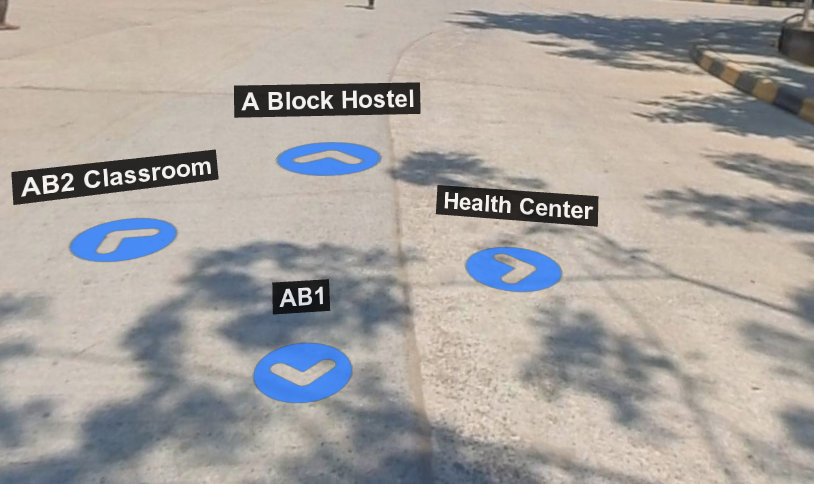 A Block Hostel
AB2 Classroom
Health Center
AB1